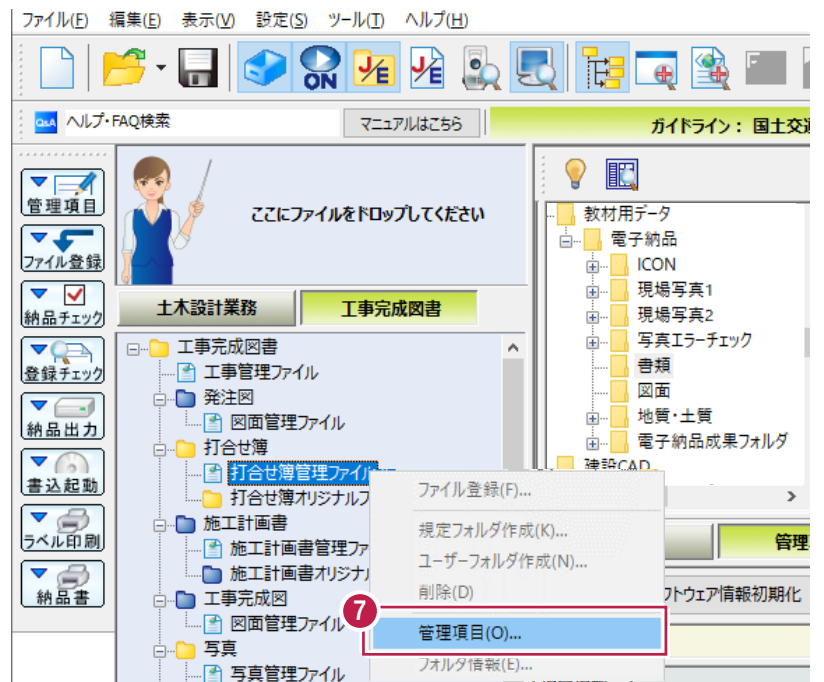 ファイル(F) 編集(E) 表示(V) 設定(S) ツール(T) ヘルプ(H)
ON J/E J/E
Q&A ヘルプ・FAQ検索 マニュアルはこちら ガイドライン： 国土交通
管理項目
ファイル登録
納品チェック
登録チェック
納品出力
書込起動
ラベル印刷
納品書
ここにファイルをドロップしてください
土木設計業務 工事完成図書
工事完成図書
工事管理ファイル
発注図
図面管理ファイル
打合せ簿
打合せ簿管理ファイル
打合せ簿オリジナルフ
施工計画書
施工計画書管理ファ
施工計画書オリジナ
工事完成図
図面管理ファイル
写真
写真管理ファイル
教材用データ
電子納品
ICON
現場写真1
現場写真2
写真エラーチェック
書類
図面
地質・土質
電子納品成果フォルダ
建設CAD
管理
フトウェア情報初期化
ファイル登録(F)...
規定フォルダ作成(K)...
ユーザーフォルダ作成(N)...
削除(D)
7
管理項目(O)...
フォルダ情報(E)...